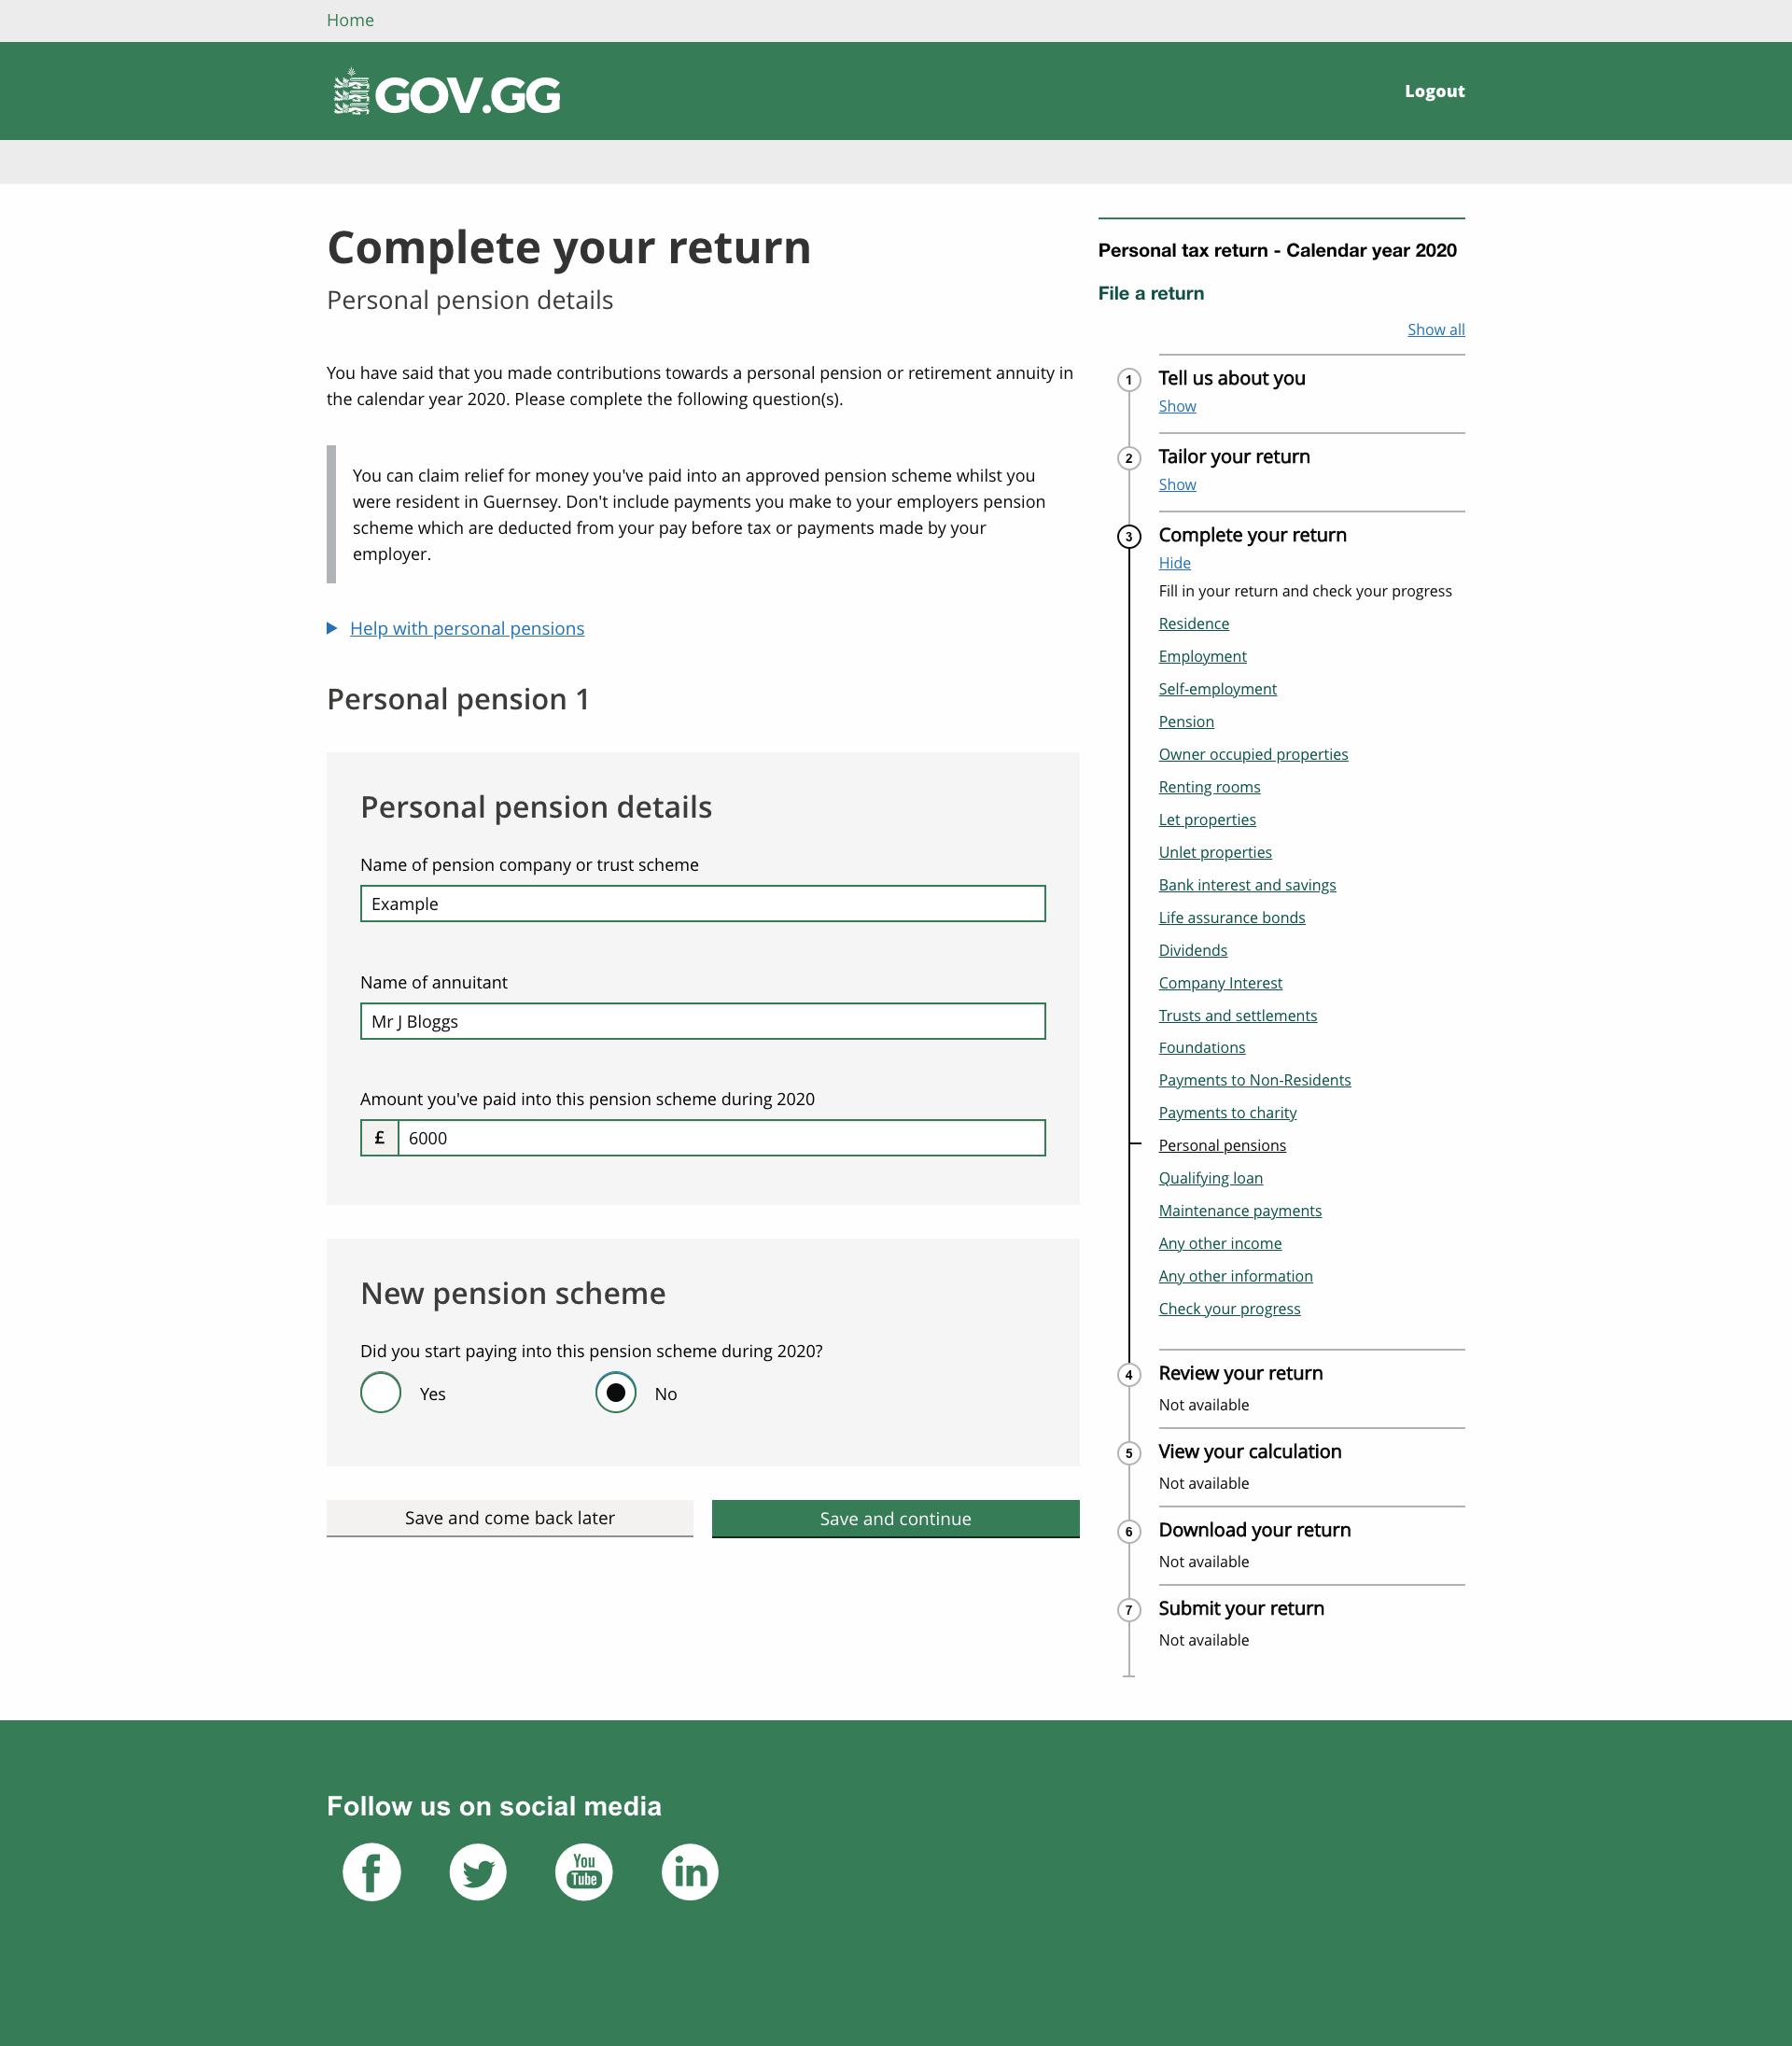 Home
GOV.GG
Logout
Complete your return
Personal pension details
You have said that you made contributions towards a personal pension or retirement annuity in
the calendar year 2020. Please complete the following question(s).
You can claim relief for money you've paid into an approved pension scheme whilst you
were resident in Guernsey. Don't include payments you make to your employers pension
scheme which are deducted from your pay before tax or payments made by your
employer.
Help with personal pensions
Personal pension 1
Personal pension details
Name of pension company or trust scheme
Example
Name of annuitant
Mr J Bloggs
Amount you've paid into this pension scheme during 2020
£ 6000
New pension scheme
Did you start paying into this pension scheme during 2020?
Yes No
Save and come back later Save and continue
Personal tax return - Calendar year 2020
File a return
Show all
1 Tell us about you
Show
2 Tailor your return
Show
3 Complete your return
Hide
Fill in your return and check your progress
Residence
Employment
Self-employment
Pension
Owner occupied properties
Renting rooms
Let properties
Unlet properties
Bank interest and savings
Life assurance bonds
Dividends
Company Interest
Trusts and settlements
Foundations
Payments to Non-Residents
Payments to charity
Personal pensions
Qualifying loan
Maintenance payments
Any other income
Any other information
Check your progress
4 Review your return
Not available
5 View your calculation
Not available
6 Download your return
Not available
7 Submit your return
Not available
Follow us on social media
f You Tube in